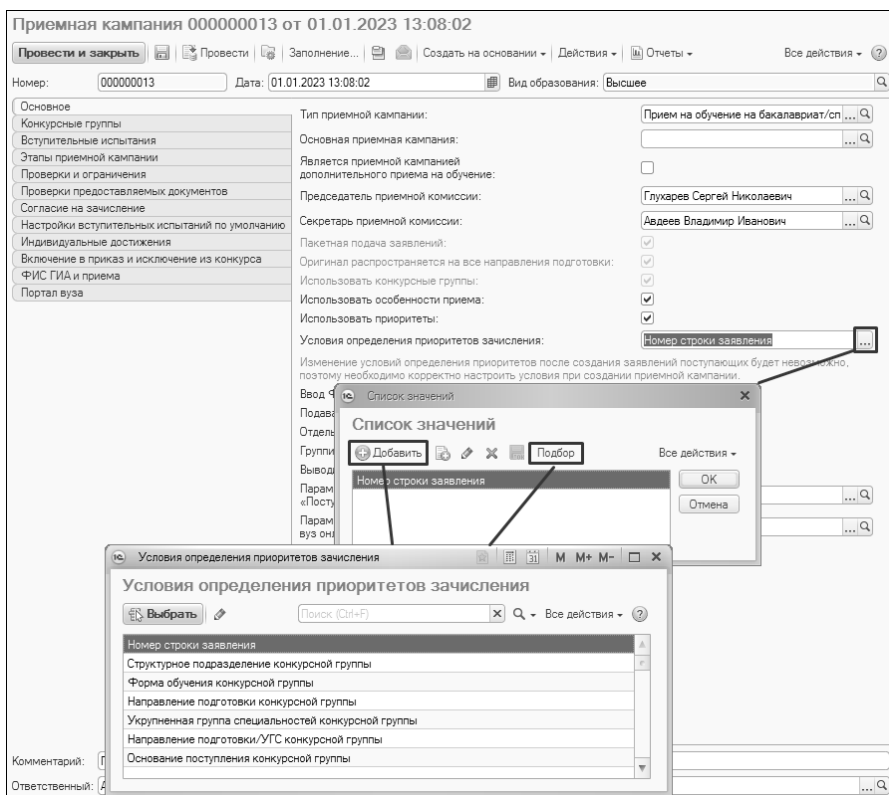 Приемная кампания 000000013 от 01.01.2023 13:08:02
Провести и закрыть Провести Заполнение... Создать на основании Действия Отчеты Все действия ?
Номер: 000000013 Дата: 01.01.2023 13:08:02 Вид образования: Высшее
Основное
Конкурсные группы
Вступительные испытания
Этапы приемной кампании
Проверки и ограничения
Проверки предоставляемых документов
Согласие на зачисление
Настройки вступительных испытаний по умолчанию
Индивидуальные достижения
Включение в приказ и исключение из конкурса
ФИС ГИА и приема
Портал вуза
Тип приемной кампании: Прием на обучение на бакалавриат/сп ...
Основная приемная кампания: ...
Является приемной кампанией
дополнительного приема на обучение:
Председатель приемной комиссии: Глухарев Сергей Николаевич ...
Секретарь приемной комиссии: Авдеев Владимир Иванович ...
Пакетная подача заявлений:
Оригинал распространяется на все направления подготовки:
Использовать конкурсные группы:
Использовать особенности приема:
Использовать приоритеты:
Условия определения приоритетов зачисления: Номер строки заявления ...
Изменение условий определения приоритетов после создания заявлений поступающих будет невозможно,
поэтому необходимо корректно настроить условия при создании приемной кампании.
Ввод
Подава
Отдель
Группи
Вывод
Парам
«Посту ...
Парам
вуз онл ...
1С Список значений
Список значений
Добавить Подбор Все действия
Номер строки заявления
OK
Отмена
1С Условия определения приоритетов зачисления 31 M M+ M-
Условия определения приоритетов зачисления
Выбрать Поиск (Ctrl+F) Все действия ?
Номер строки заявления
Структурное подразделение конкурсной группы
Форма обучения конкурсной группы
Направление подготовки конкурсной группы
Укрупненная группа специальностей конкурсной группы
Направление подготовки/УГС конкурсной группы
Основание поступления конкурсной группы
Комментарий:
Ответственный: ...